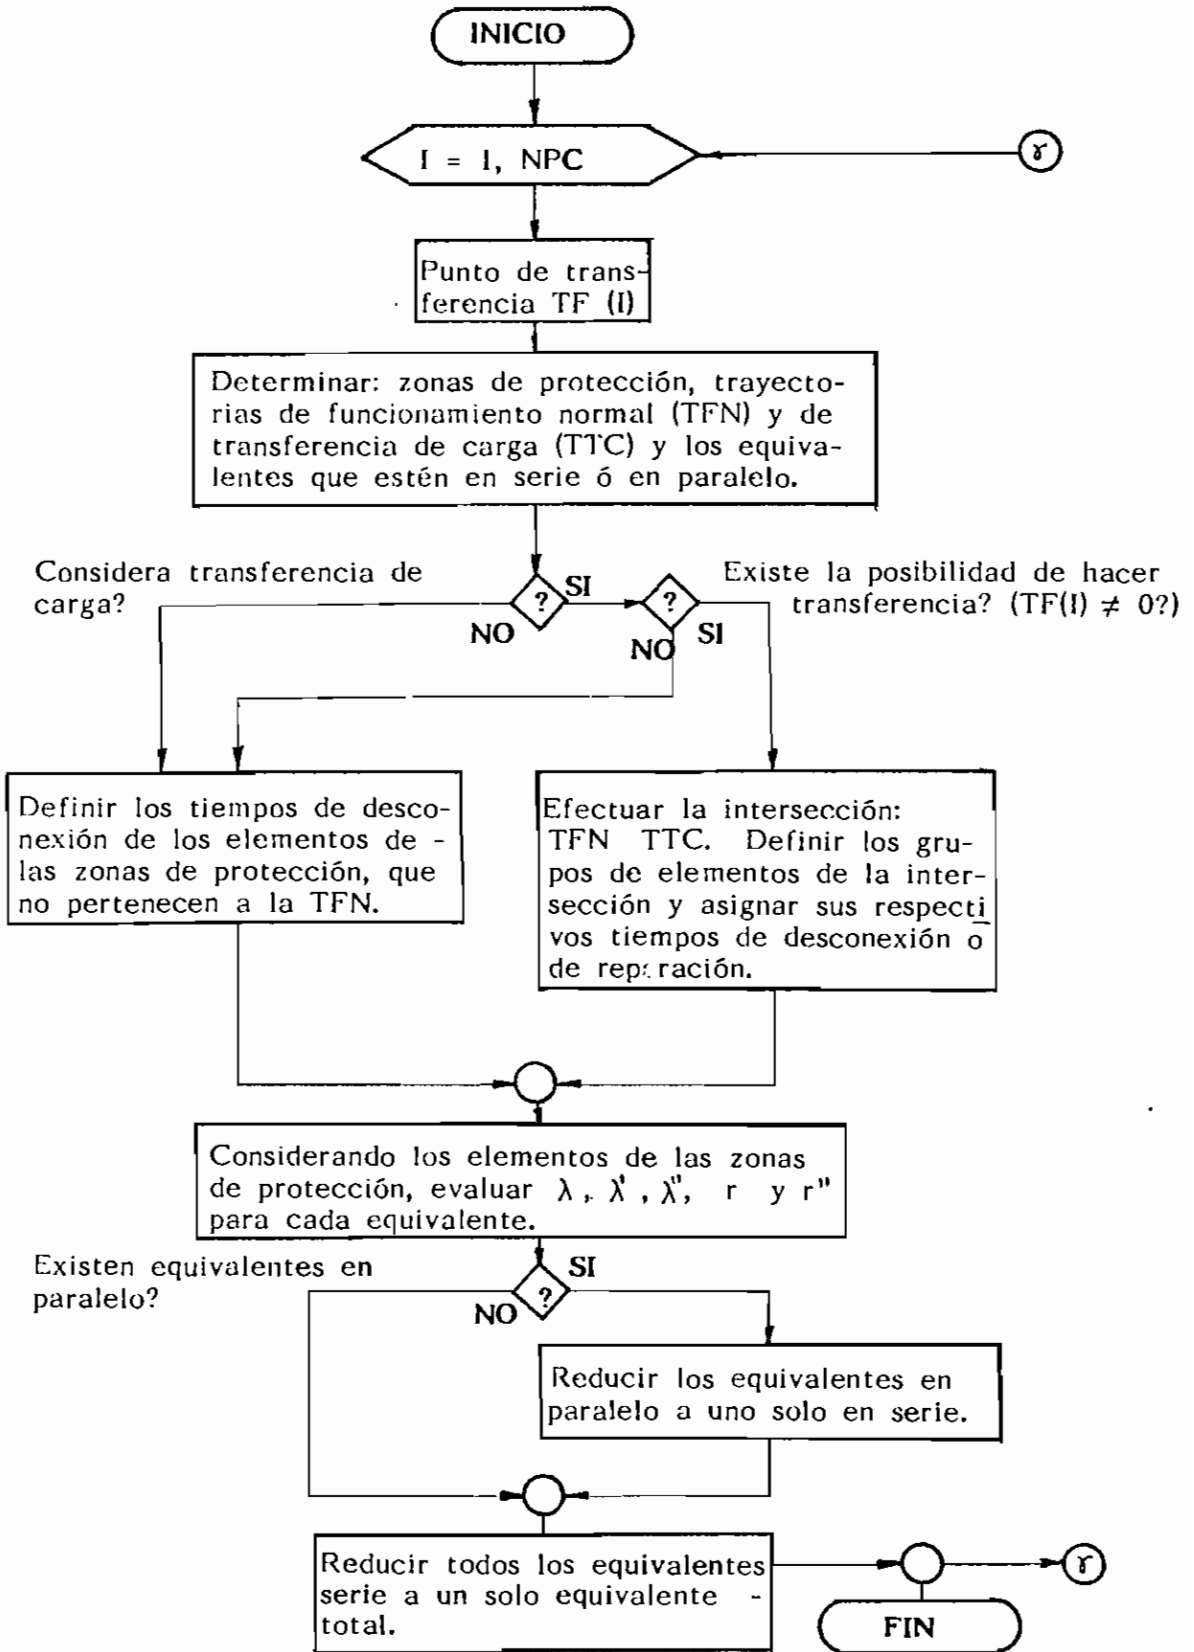 INICIO
I = 1, NPC
γ
Punto de trans-
ferencia TF (I)
Determinar: zonas de protección, trayecto-
rias de funcionamiento normal (TFN) y de
transferencia de carga (TTC) y los equiva-
lentes que estén en serie ó en paralelo.
Considera transferencia de
carga?
?
SI
NO
?
NO
SI
Existe la posibilidad de hacer
transferencia? (TF(I) ≠ 0?)
Definir los tiempos de desco-
nexión de los elementos de -
las zonas de protección, que
no pertenecen a la TFN.
Efectuar la intersección:
TFN TTC. Definir los gru-
pos de elementos de la inter-
sección y asignar sus respecti
vos tiempos de desconexión o
de reparación.
Considerando los elementos de las zonas
de protección, evaluar λ, λ', λ", r y r"
para cada equivalente.
Existen equivalentes en
paralelo?
?
SI
NO
Reducir los equivalentes en
paralelo a uno solo en serie.
Reducir todos los equivalentes
serie a un solo equivalente -
total.
γ
FIN